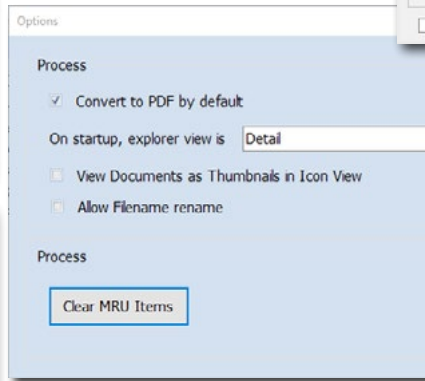 Options
Process
Convert to PDF by default
On startup, explorer view is Detail
View Documents as Thumbnails in Icon View
Allow Filename rename
Process
Clear MRU Items